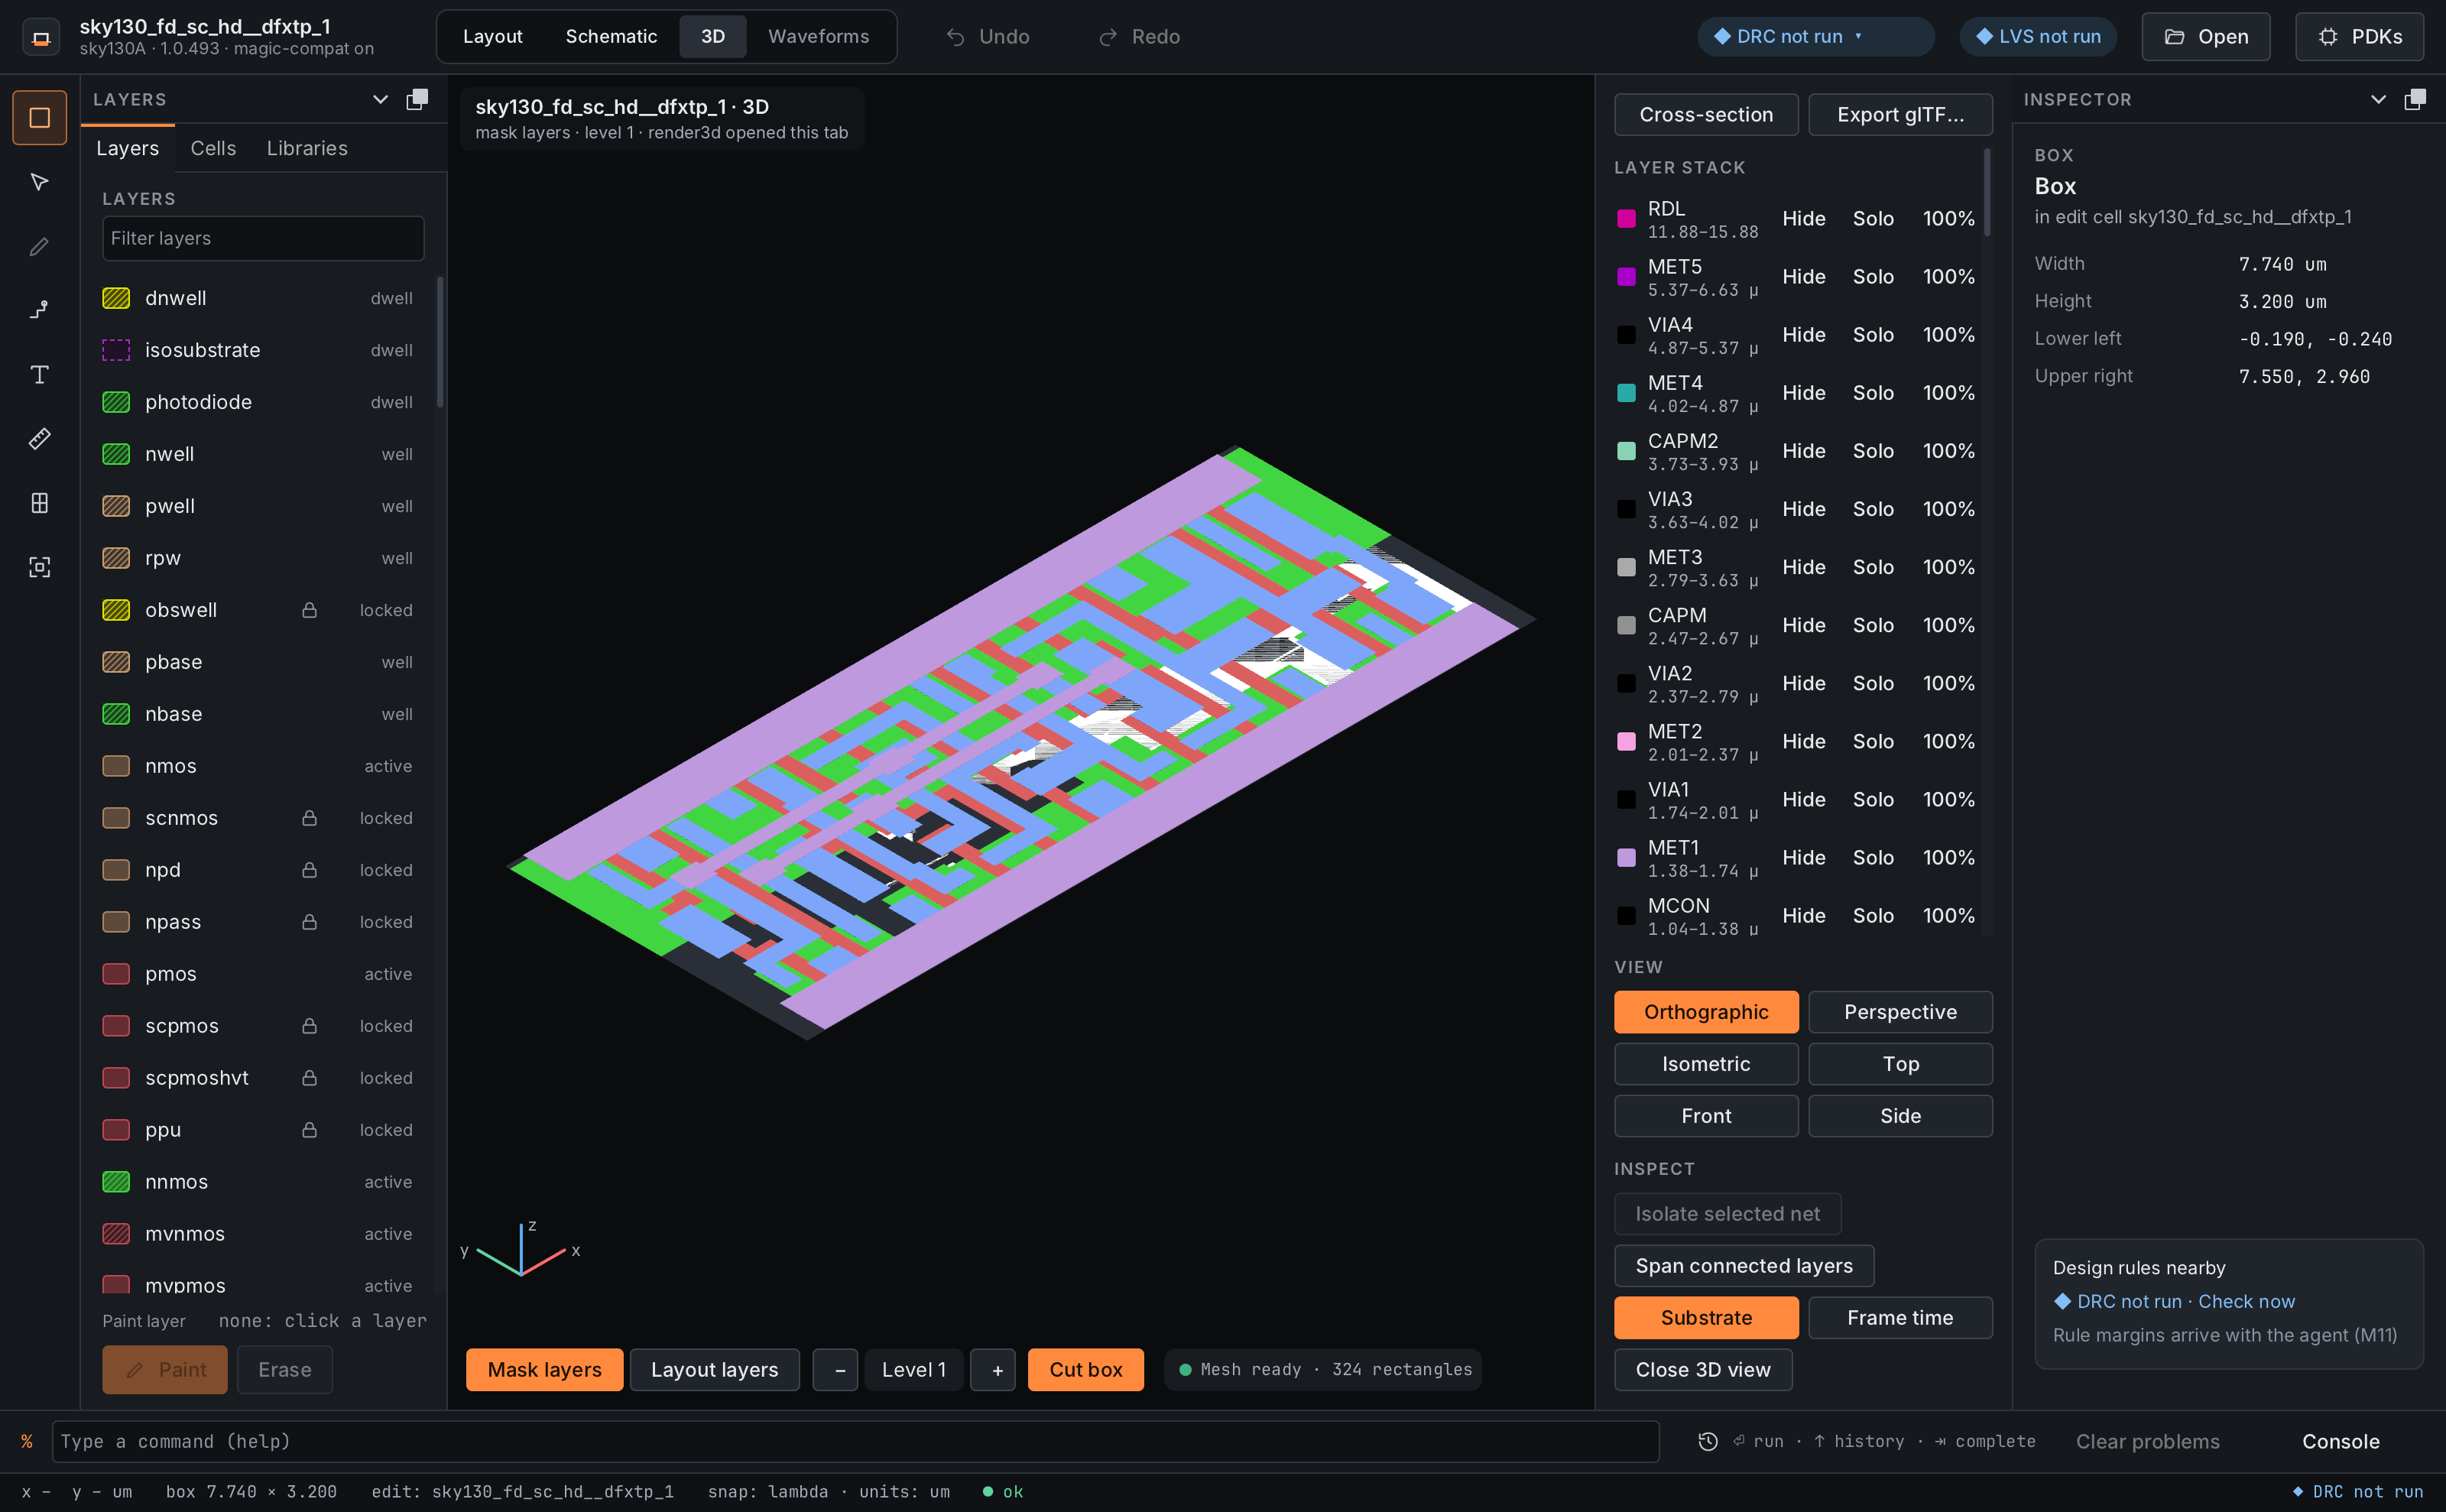 sky130_fd_sc_hd__dfxtp_1
sky130A · 1.0.493 · magic-compat on
Layout
Schematic
3D
Waveforms
Undo
Redo
DRC not run
LVS not run
Open
PDKs
LAYERS
Layers
Cells
Libraries
LAYERS
Filter layers
dnwell dwell
isosubstrate dwell
photodiode dwell
nwell well
pwell well
rpw well
obswell locked
pbase well
nbase well
nmos active
scnmos locked
npd locked
npass locked
pmos active
scpmos locked
scpmoshvt locked
ppu locked
nnmos active
mvnmos active
mvpmos active
Paint layer none: click a layer
Paint
Erase
sky130_fd_sc_hd__dfxtp_1 · 3D
mask layers · level 1 · render3d opened this tab
z
y
x
Mask layers
Layout layers
−
Level 1
+
Cut box
Mesh ready · 324 rectangles
Cross-section
Export glTF...
LAYER STACK
RDL
11.88–15.88
Hide Solo 100%
MET5
5.37–6.63 µ
Hide Solo 100%
VIA4
4.87–5.37 µ
Hide Solo 100%
MET4
4.02–4.87 µ
Hide Solo 100%
CAPM2
3.73–3.93 µ
Hide Solo 100%
VIA3
3.63–4.02 µ
Hide Solo 100%
MET3
2.79–3.63 µ
Hide Solo 100%
CAPM
2.47–2.67 µ
Hide Solo 100%
VIA2
2.37–2.79 µ
Hide Solo 100%
MET2
2.01–2.37 µ
Hide Solo 100%
VIA1
1.74–2.01 µ
Hide Solo 100%
MET1
1.38–1.74 µ
Hide Solo 100%
MCON
1.04–1.38 µ
Hide Solo 100%
VIEW
Orthographic
Perspective
Isometric
Top
Front
Side
INSPECT
Isolate selected net
Span connected layers
Substrate
Frame time
Close 3D view
INSPECTOR
BOX
Box
in edit cell sky130_fd_sc_hd__dfxtp_1
Width 7.740 um
Height 3.200 um
Lower left -0.190, -0.240
Upper right 7.550, 2.960
Design rules nearby
DRC not run · Check now
Rule margins arrive with the agent (M11)
% Type a command (help)
⏎ run · ↑ history · ⇥ complete
Clear problems
Console
x – y – um box 7.740 × 3.200 edit: sky130_fd_sc_hd__dfxtp_1 snap: lambda · units: um ok
DRC not run